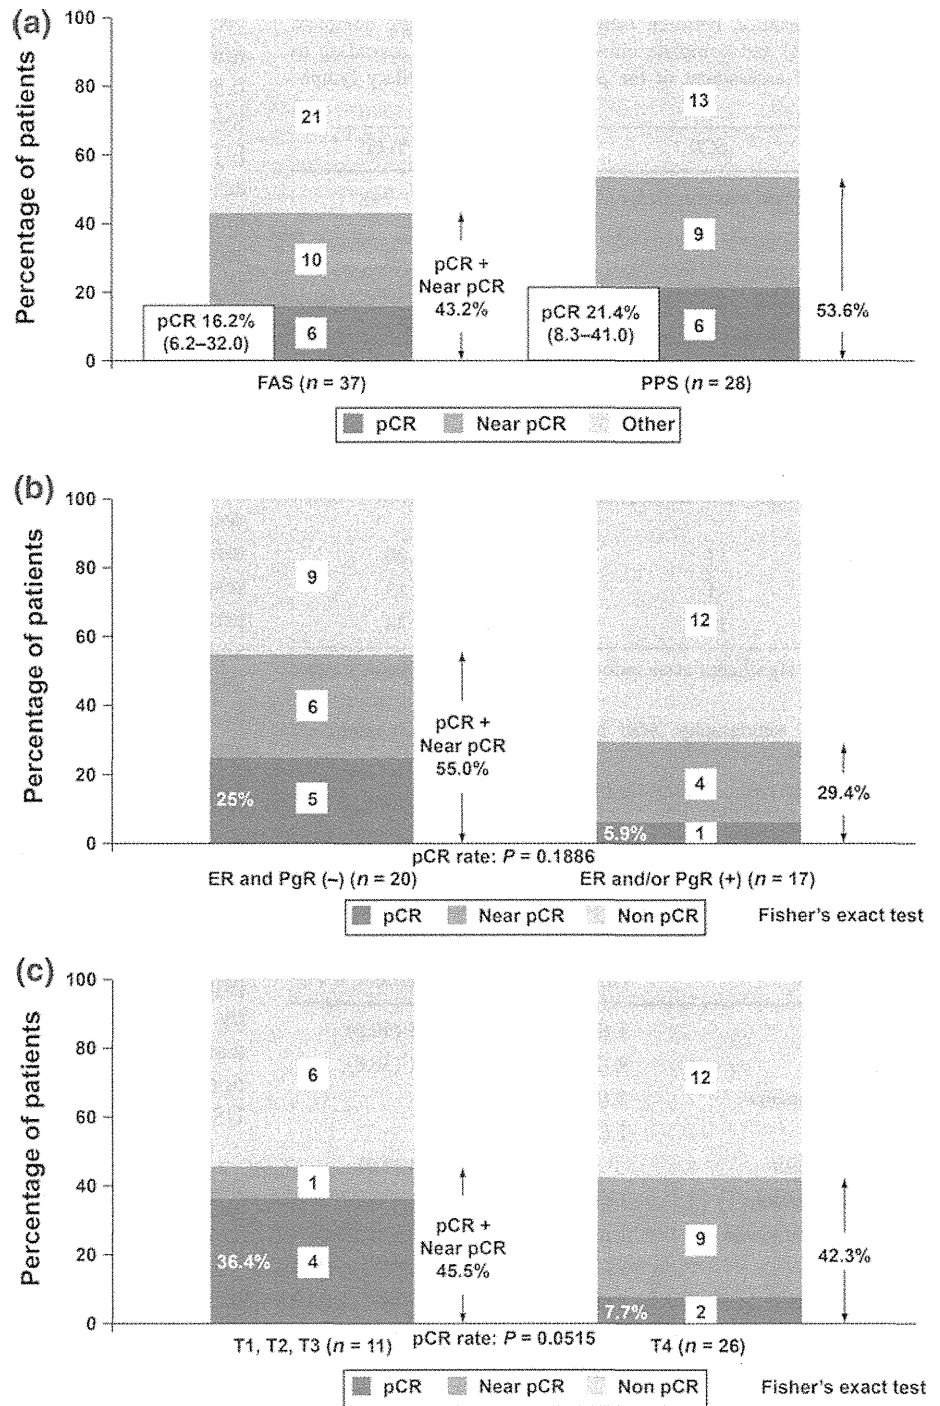 (a)
Percentage of patients
100
80
60
40
20
0
21
10
6
pCR 16.2%
(6.2–32.0)
pCR +
Near pCR
43.2%
13
9
6
pCR 21.4%
(8.3–41.0)
53.6%
FAS (n = 37)
PPS (n = 28)
pCR Near pCR Other
(b)
Percentage of patients
100
80
60
40
20
0
9
6
25% 5
pCR +
Near pCR
55.0%
12
4
5.9% 1
29.4%
pCR rate: P = 0.1886
ER and PgR (–) (n = 20)
ER and/or PgR (+) (n = 17)
pCR Near pCR Non pCR
Fisher's exact test
(c)
Percentage of patients
100
80
60
40
20
0
6
1
36.4% 4
pCR +
Near pCR
45.5%
12
9
7.7% 2
42.3%
T1, T2, T3 (n = 11)
pCR rate: P = 0.0515
T4 (n = 26)
pCR Near pCR Non pCR
Fisher's exact test